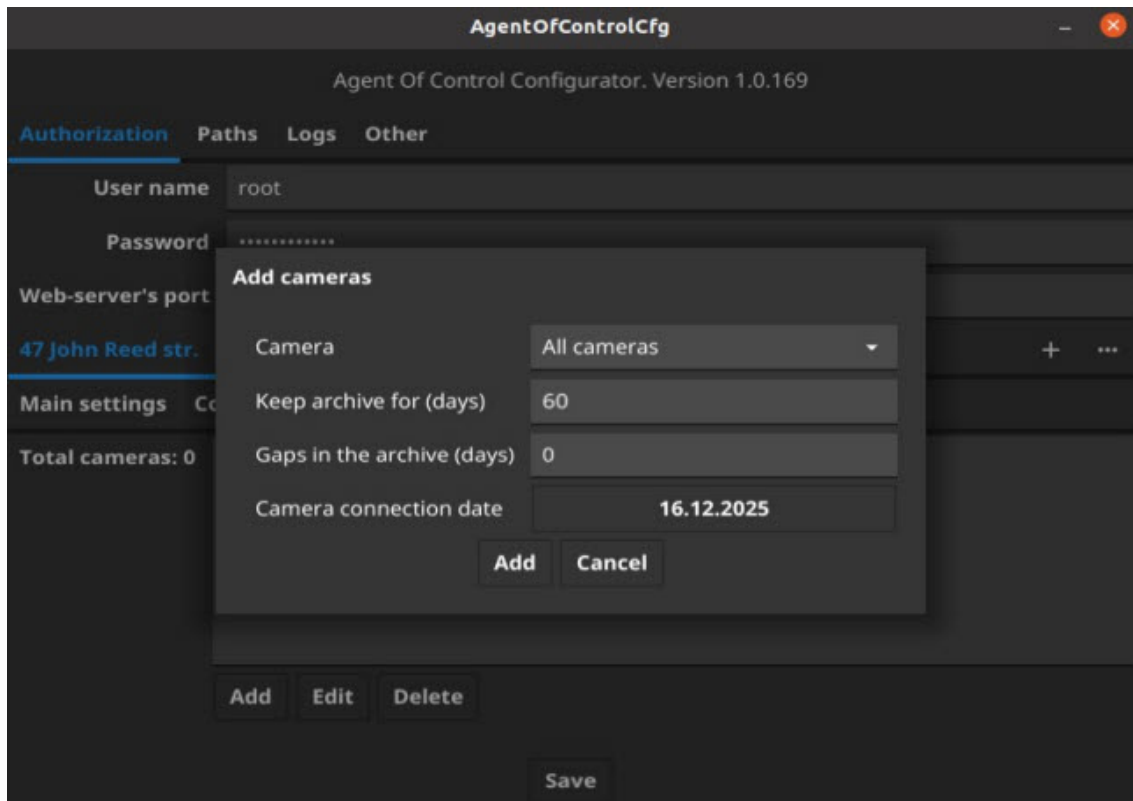 AgentOfControlCfg
Agent Of Control Configurator. Version 1.0.169
Authorization Paths Logs Other
User name root
Password ••••••••••••
Web-server's port
Add cameras
47 John Reed str. + •••
Camera All cameras
Main settings
Keep archive for (days) 60
Total cameras: 0
Gaps in the archive (days) 0
Camera connection date 16.12.2025
Add Cancel
Add Edit Delete
Save